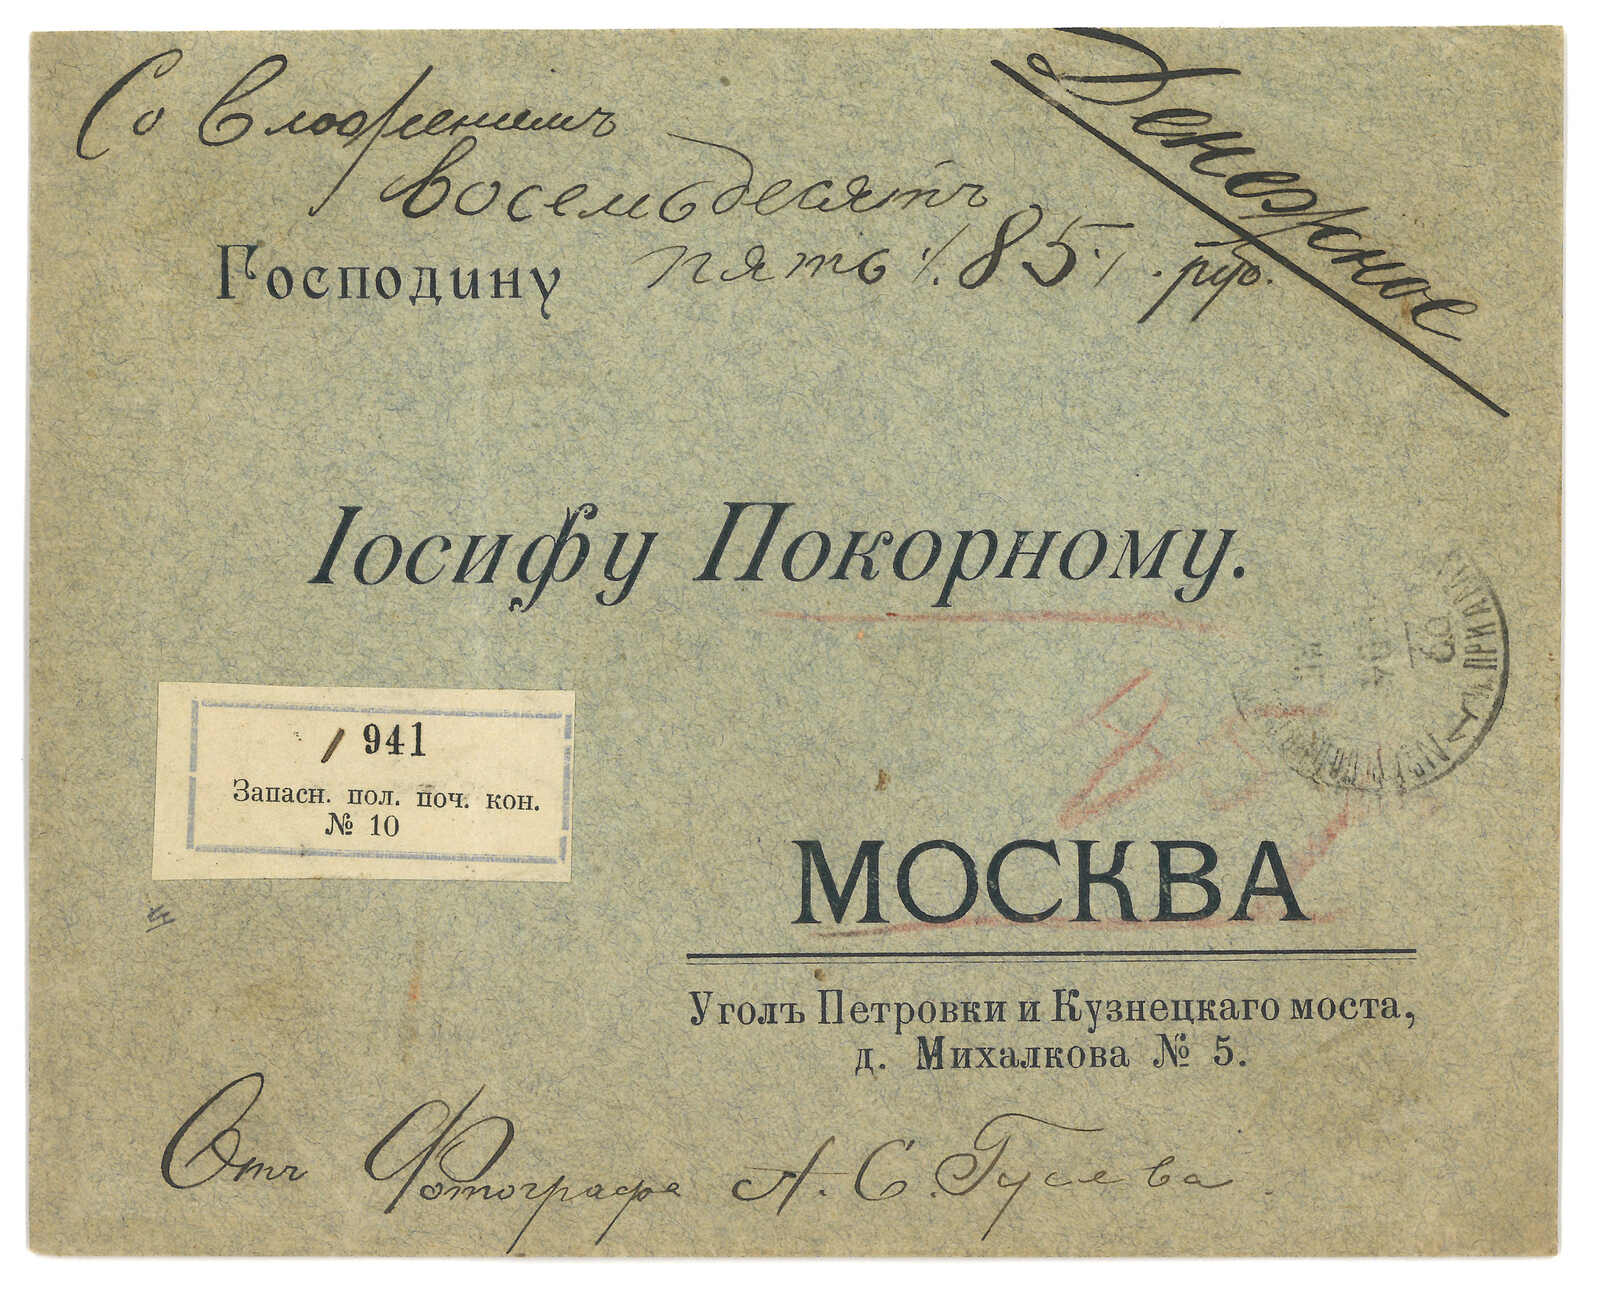 Денежное
Со вложениемъ
восемьдесятъ
пять /.85./. руб.
Господину
Іосифу Покорному.
941
Запасн. пол. поч. кон.
№ 10
МОСКВА
Уголъ Петровки и Кузнецкаго моста,
д. Михалкова № 5.
Отъ Фотографа А. С. Гусева